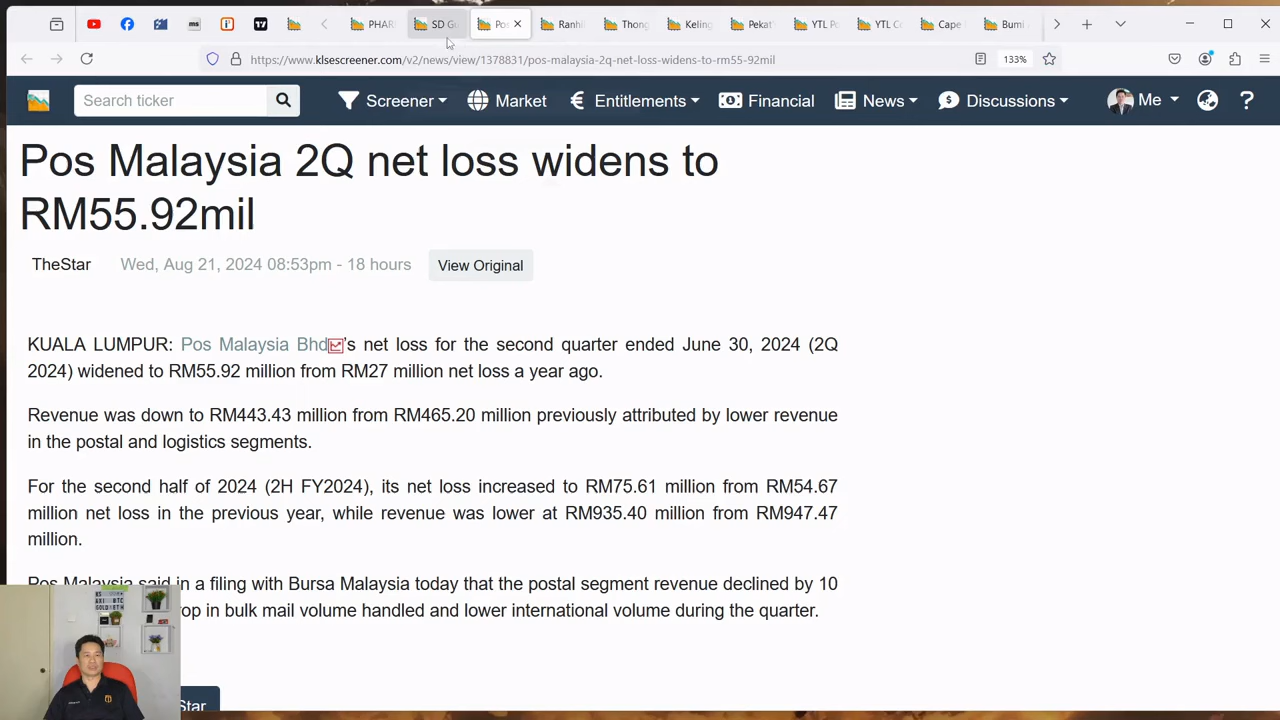 PHAR
SD Gu
Pos
Ranhil
Thong
Keling
Pekat
YTL Po
YTL Co
Cape
Bumi
https://www.klsescreener.com/v2/news/view/1378831/pos-malaysia-2q-net-loss-widens-to-rm55-92mil
133%
Search ticker
Screener
Market
Entitlements
Financial
News
Discussions
Me
Pos Malaysia 2Q net loss widens to
RM55.92mil
TheStar
Wed, Aug 21, 2024 08:53pm - 18 hours
View Original
KUALA LUMPUR: Pos Malaysia Bhd's net loss for the second quarter ended June 30, 2024 (2Q
2024) widened to RM55.92 million from RM27 million net loss a year ago.
Revenue was down to RM443.43 million from RM465.20 million previously attributed by lower revenue
in the postal and logistics segments.
For the second half of 2024 (2H FY2024), its net loss increased to RM75.61 million from RM54.67
million net loss in the previous year, while revenue was lower at RM935.40 million from RM947.47
million.
Pos Malaysia said in a filing with Bursa Malaysia today that the postal segment revenue declined by 10
rop in bulk mail volume handled and lower international volume during the quarter.
Star